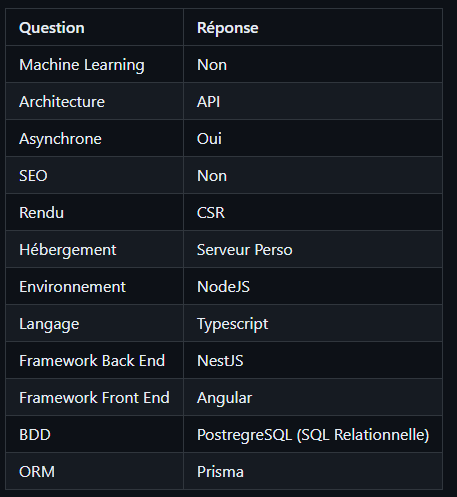 Question Réponse
Machine Learning Non
Architecture API
Asynchrone Oui
SEO Non
Rendu CSR
Hébergement Serveur Perso
Environnement NodeJS
Langage Typescript
Framework Back End NestJS
Framework Front End Angular
BDD PostregreSQL (SQL Relationnelle)
ORM Prisma